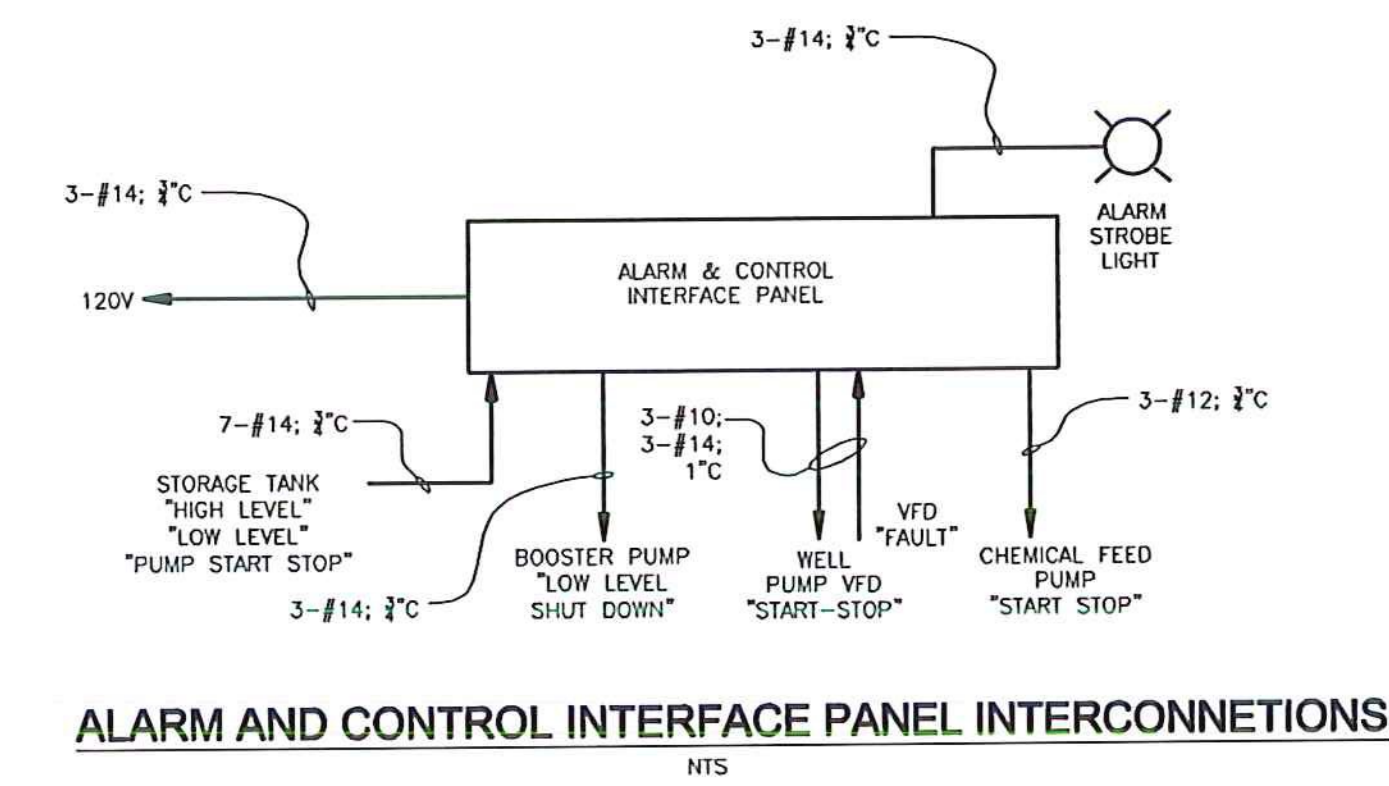 3-#14; ¾"C
3-#14; ¾"C
ALARM
STROBE
LIGHT
ALARM & CONTROL
INTERFACE PANEL
120V
7-#14; ¾"C
3-#10;
3-#14;
1"C
3-#12; ¾"C
STORAGE TANK
"HIGH LEVEL"
"LOW LEVEL"
"PUMP START STOP"
3-#14; ¾"C
BOOSTER PUMP
"LOW LEVEL
SHUT DOWN"
WELL
PUMP VFD
"START-STOP"
VFD
"FAULT"
CHEMICAL FEED
PUMP
"START STOP"
ALARM AND CONTROL INTERFACE PANEL INTERCONNETIONS
NTS